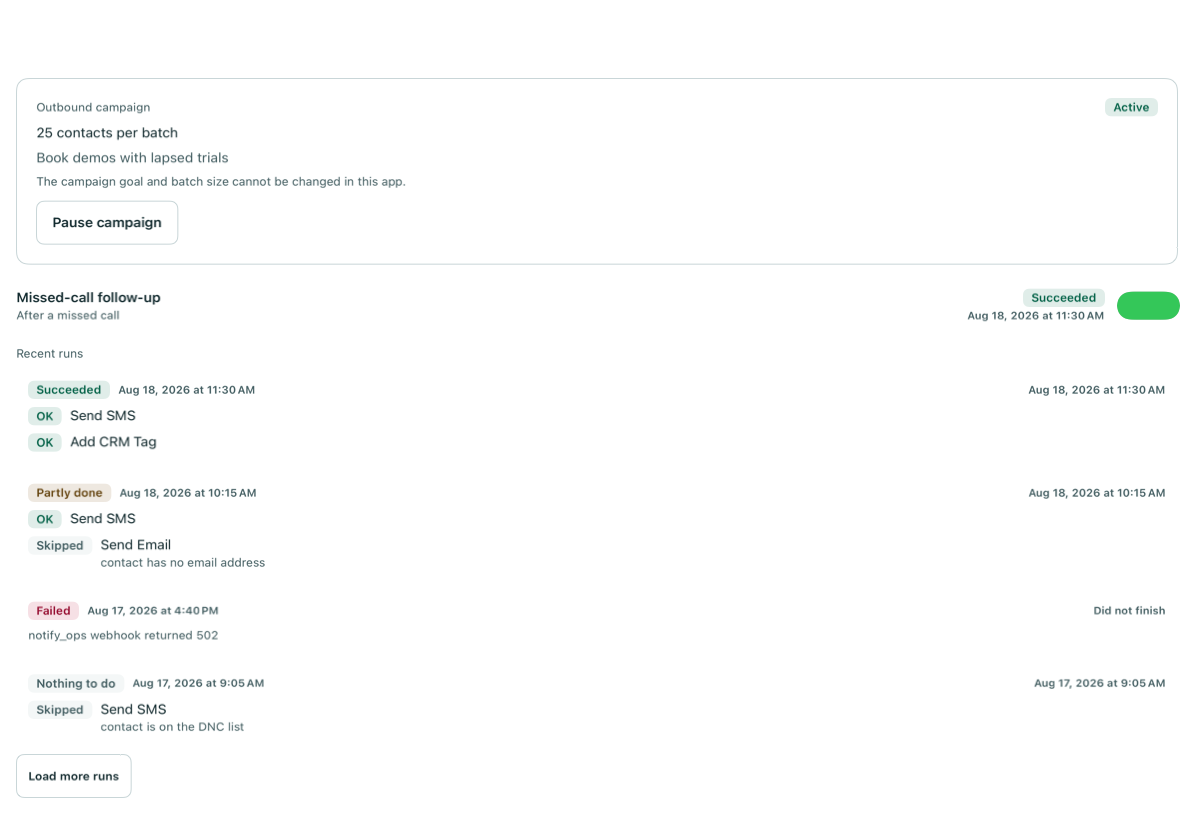 Outbound campaign
Active
25 contacts per batch
Book demos with lapsed trials
The campaign goal and batch size cannot be changed in this app.
Pause campaign
Missed-call follow-up
Succeeded
After a missed call
Aug 18, 2026 at 11:30 AM
Recent runs
Succeeded Aug 18, 2026 at 11:30 AM Aug 18, 2026 at 11:30 AM
OK Send SMS
OK Add CRM Tag
Partly done Aug 18, 2026 at 10:15 AM Aug 18, 2026 at 10:15 AM
OK Send SMS
Skipped Send Email
contact has no email address
Failed Aug 17, 2026 at 4:40 PM Did not finish
notify_ops webhook returned 502
Nothing to do Aug 17, 2026 at 9:05 AM Aug 17, 2026 at 9:05 AM
Skipped Send SMS
contact is on the DNC list
Load more runs